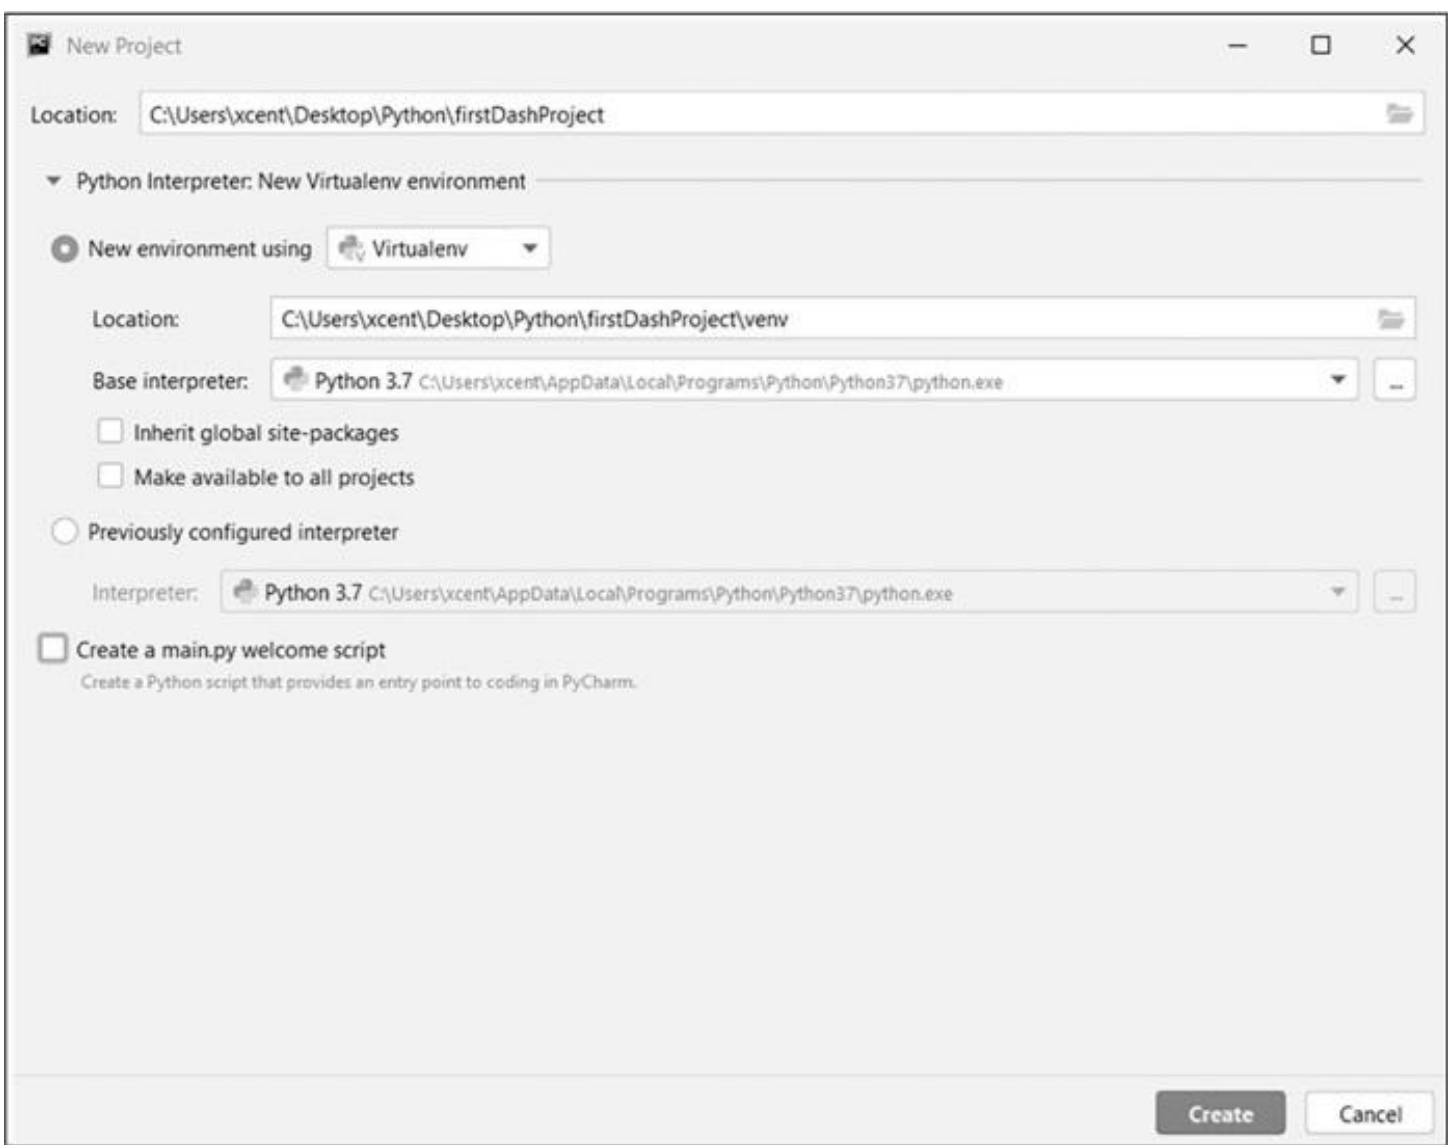 New Project
Location: C:\Users\xcent\Desktop\Python\firstDashProject
Python Interpreter: New Virtualenv environment
New environment using Virtualenv
Location: C:\Users\xcent\Desktop\Python\firstDashProject\venv
Base interpreter: Python 3.7 C:\Users\xcent\AppData\Local\Programs\Python\Python37\python.exe ...
Inherit global site-packages
Make available to all projects
Previously configured interpreter
Interpreter: Python 3.7 C:\Users\xcent\AppData\Local\Programs\Python\Python37\python.exe ...
Create a main.py welcome script
Create a Python script that provides an entry point to coding in PyCharm.
Create Cancel